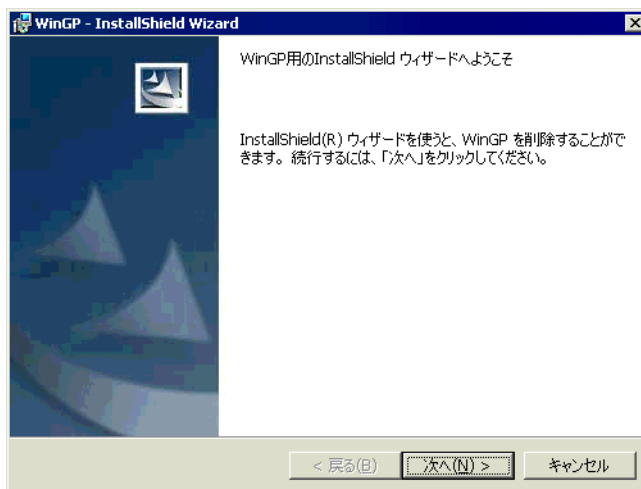 WinGP - InstallShield Wizard
WinGP用のInstallShield ウィザードへようこそ
InstallShield(R) ウィザードを使うと、WinGP を削除することがで
きます。続行するには、「次へ」をクリックしてください。
< 戻る(B) 次へ(N) > キャンセル